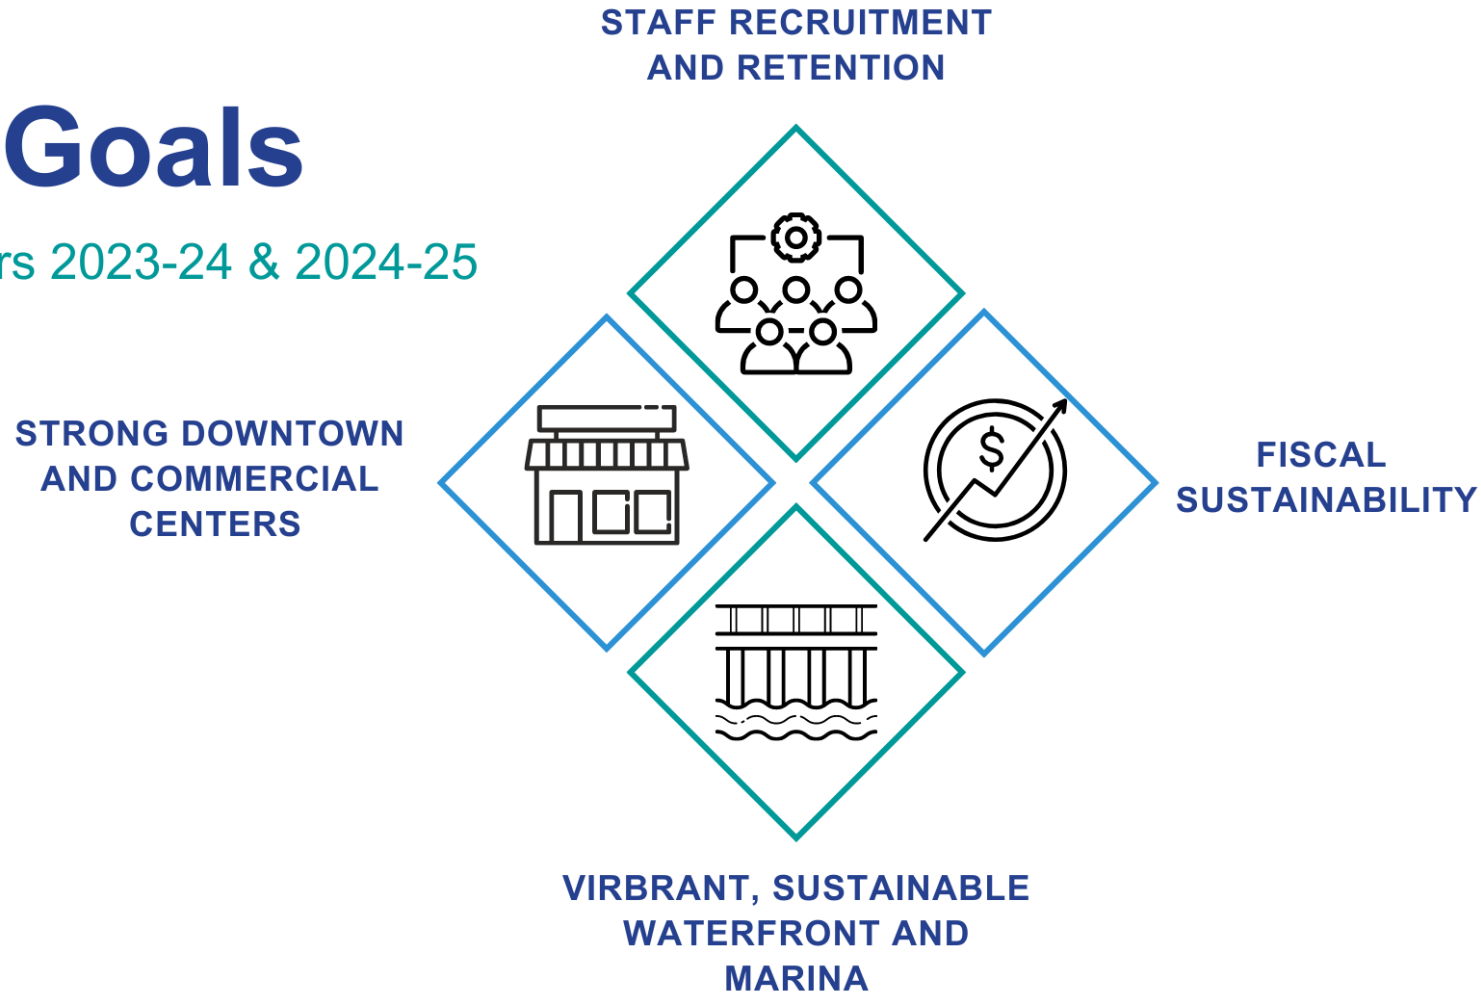 STAFF RECRUITMENT
AND RETENTION
Goals
rs 2023-24 & 2024-25
STRONG DOWNTOWN
AND COMMERCIAL
CENTERS
$
FISCAL
SUSTAINABILITY
VIRBRANT, SUSTAINABLE
WATERFRONT AND
MARINA